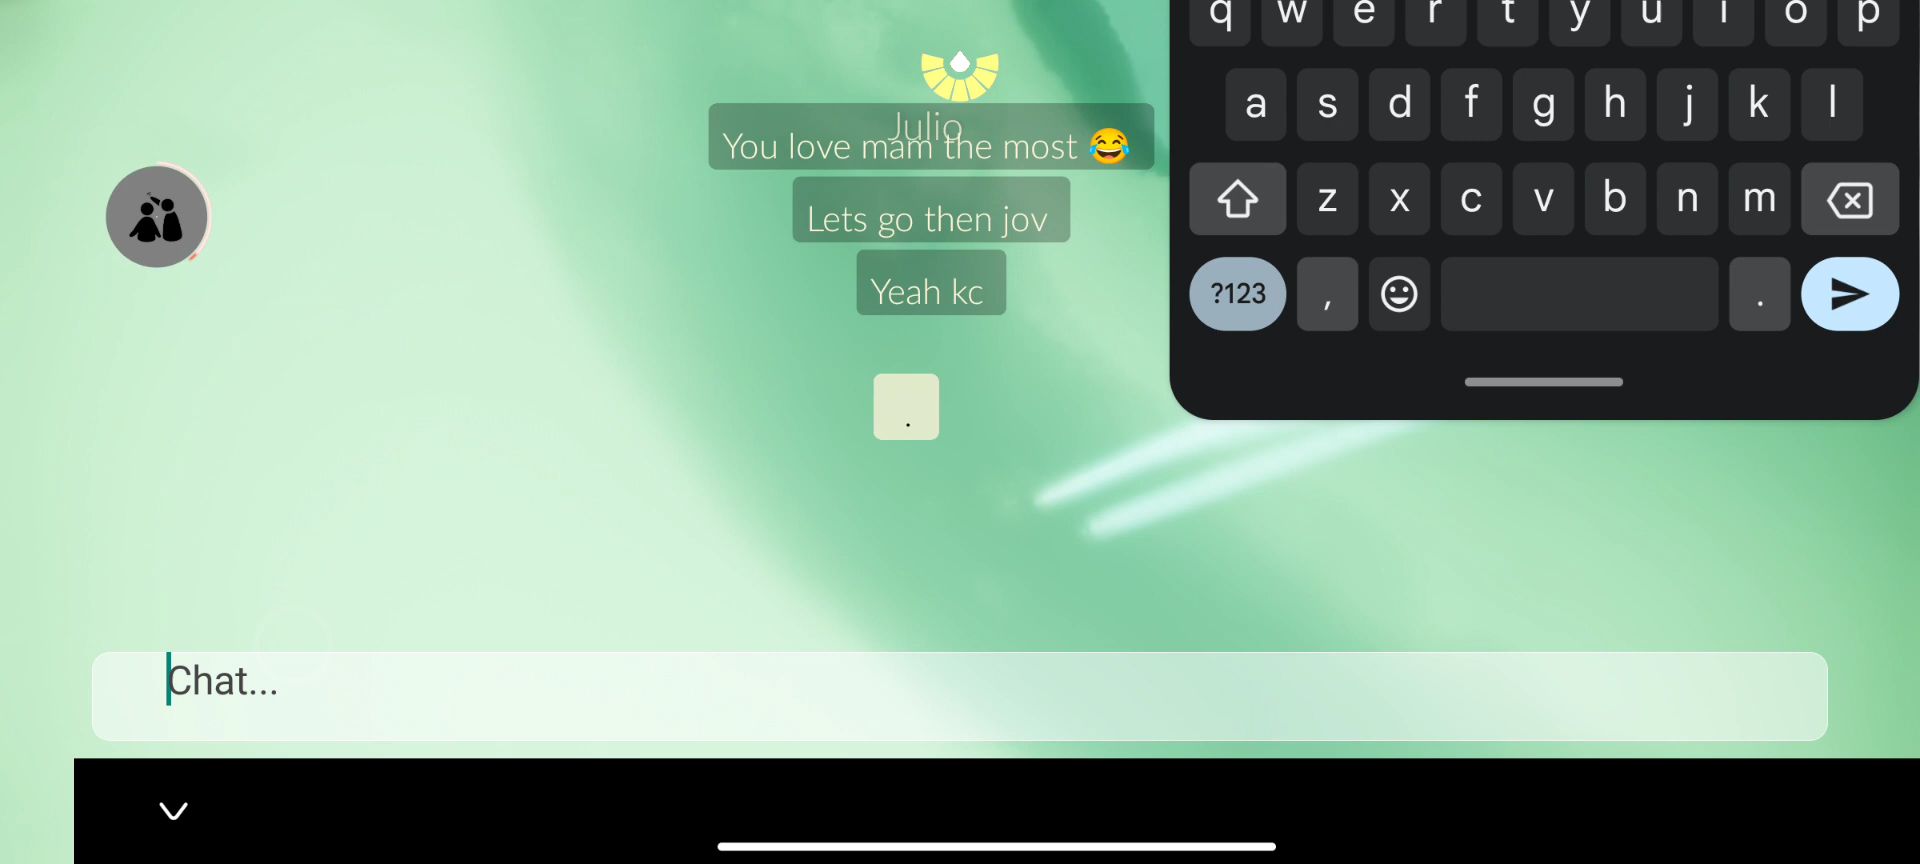 Julio
You love mam the most 😂
Lets go then jov
Yeah kc
.
Chat...
q w e r t y u i o p
a s d f g h j k l
z x c v b n m
?123 , .